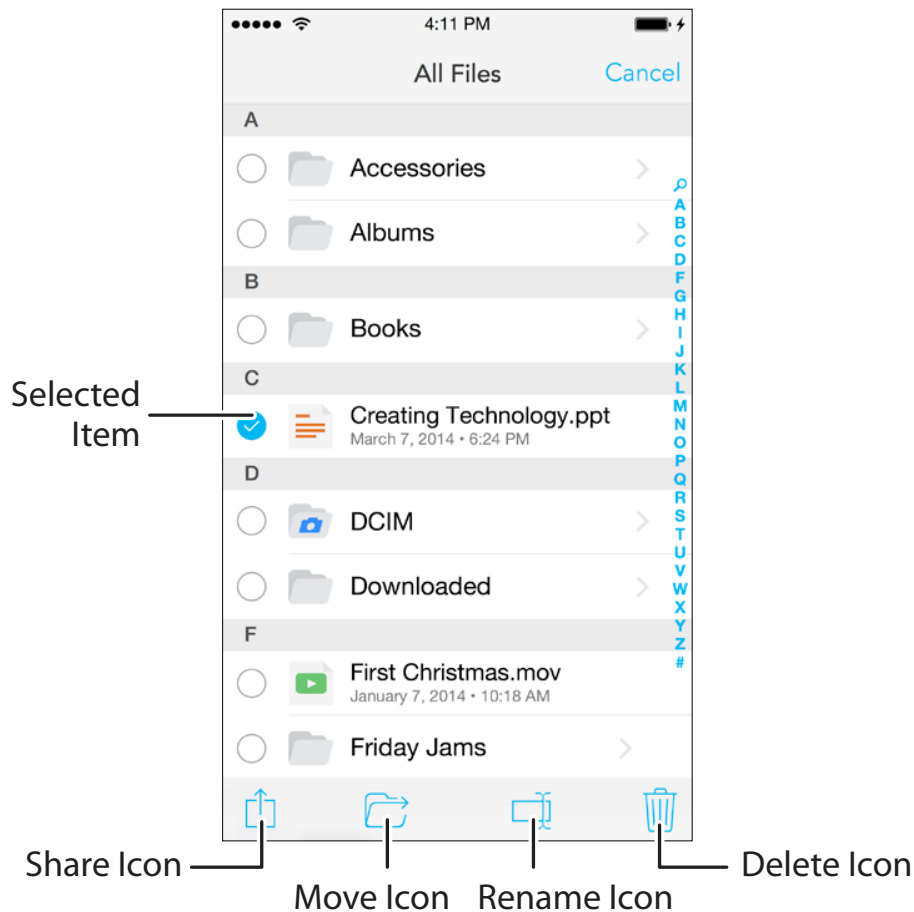 4:11 PM
All Files
Cancel
A
Accessories
Albums
B
Books
C
Creating Technology.ppt
March 7, 2014 • 6:24 PM
D
DCIM
Downloaded
F
First Christmas.mov
January 7, 2014 • 10:18 AM
Friday Jams
A
B
C
D
F
G
H
I
J
K
L
M
N
O
P
Q
R
S
T
U
V
W
X
Y
Z
#
Selected
Item
Share Icon
Move Icon
Rename Icon
Delete Icon